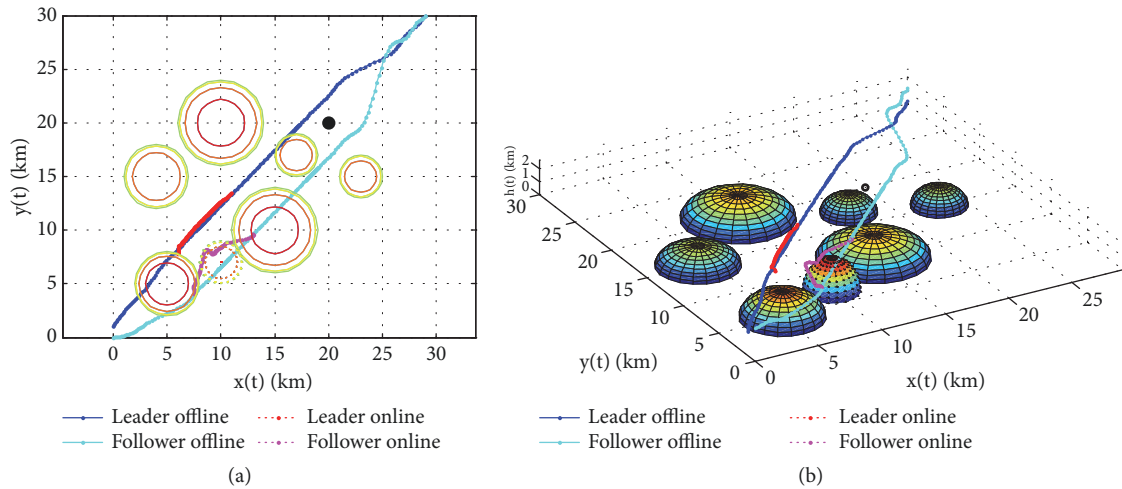 30
25
20
15
10
5
0
y(t) (km)
0 5 10 15 20 25 30
x(t) (km)
Leader offline
Leader online
Follower offline
Follower online
(a)
2
1
0
h(t) (km)
30
25
20
15
10
5
0
y(t) (km)
0
5
10
15
20
25
x(t) (km)
Leader offline
Leader online
Follower offline
Follower online
(b)